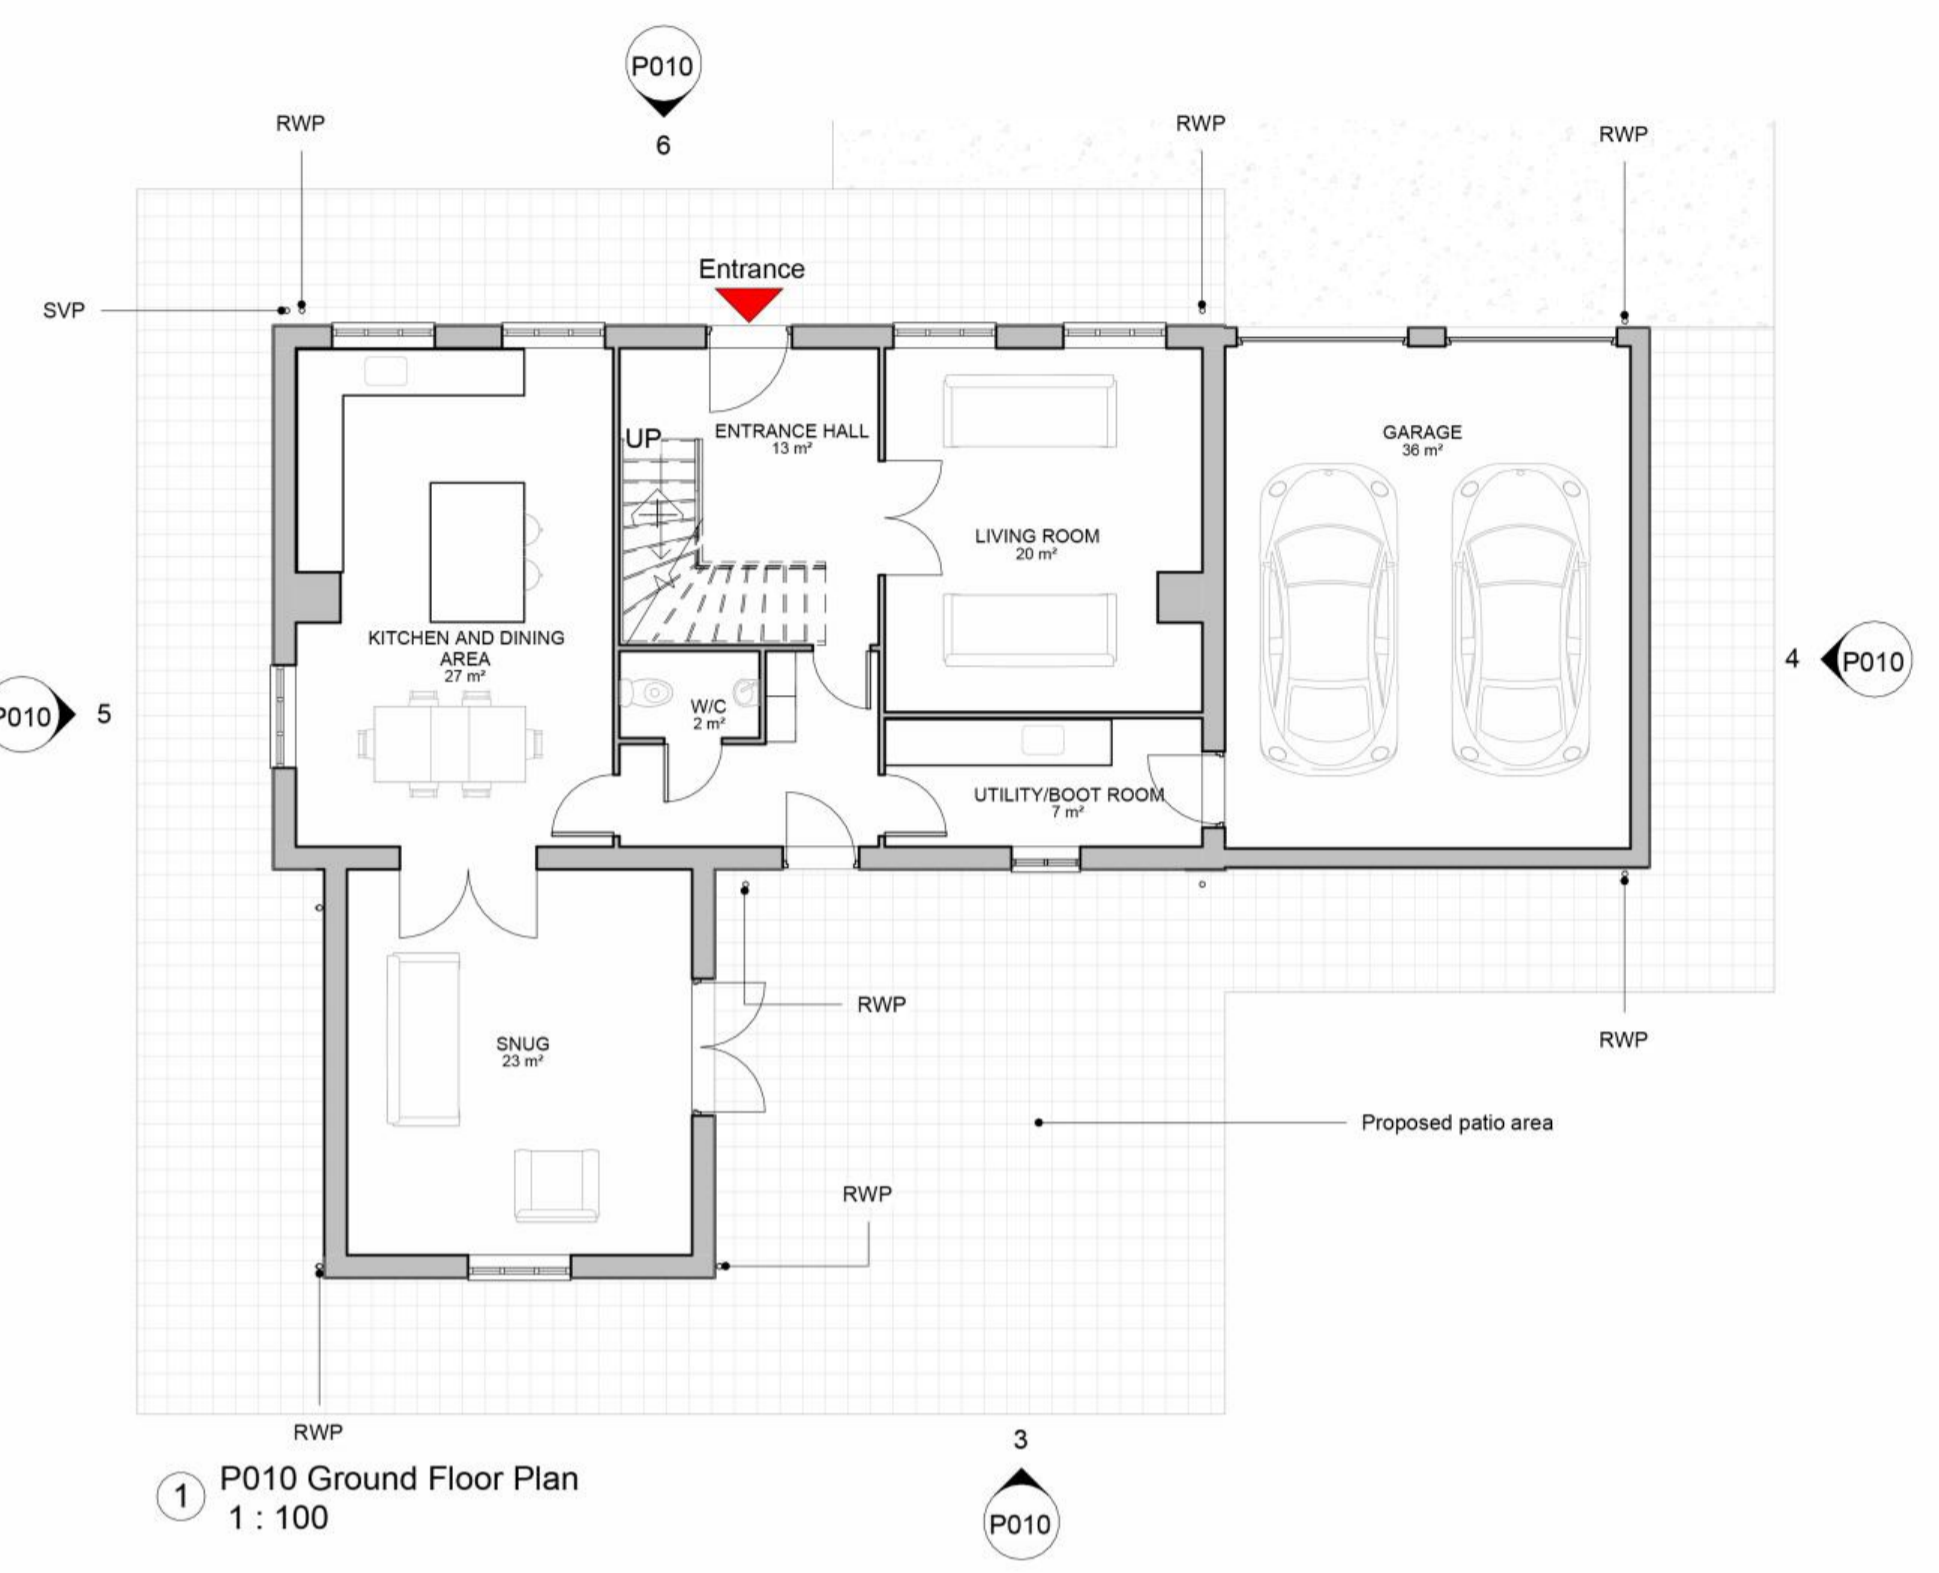 P010
6
RWP
RWP
RWP
Entrance
SVP
UP
ENTRANCE HALL
13 m²
GARAGE
36 m²
LIVING ROOM
20 m²
KITCHEN AND DINING
AREA
27 m²
4
P010
P010
5
W/C
2 m²
UTILITY/BOOT ROOM
7 m²
RWP
SNUG
23 m²
RWP
Proposed patio area
RWP
RWP
3
P010
1
P010 Ground Floor Plan
1 : 100